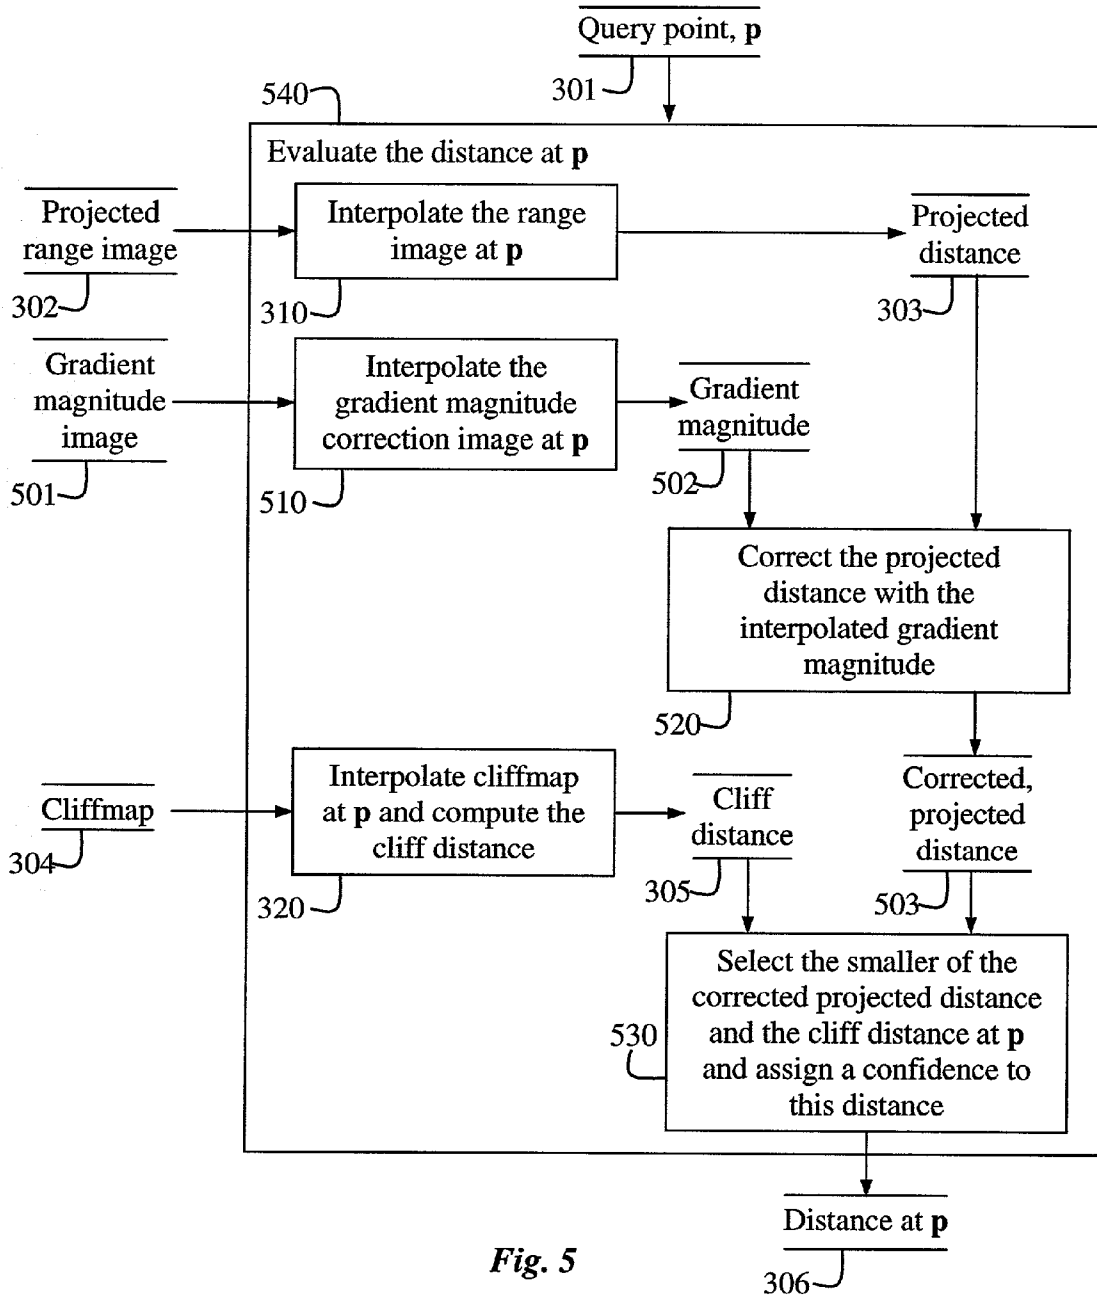 Query point, p
301
540
Evaluate the distance at p
Projected
range image
302
Interpolate the range
image at p
310
Projected
distance
303
Gradient
magnitude
image
501
Interpolate the
gradient magnitude
correction image at p
510
Gradient
magnitude
502
Correct the projected
distance with the
interpolated gradient
magnitude
520
Cliffmap
304
Interpolate cliffmap
at p and compute the
cliff distance
320
Cliff
distance
305
Corrected,
projected
distance
503
Select the smaller of the
corrected projected distance
and the cliff distance at p
and assign a confidence to
this distance
530
Distance at p
306
Fig. 5